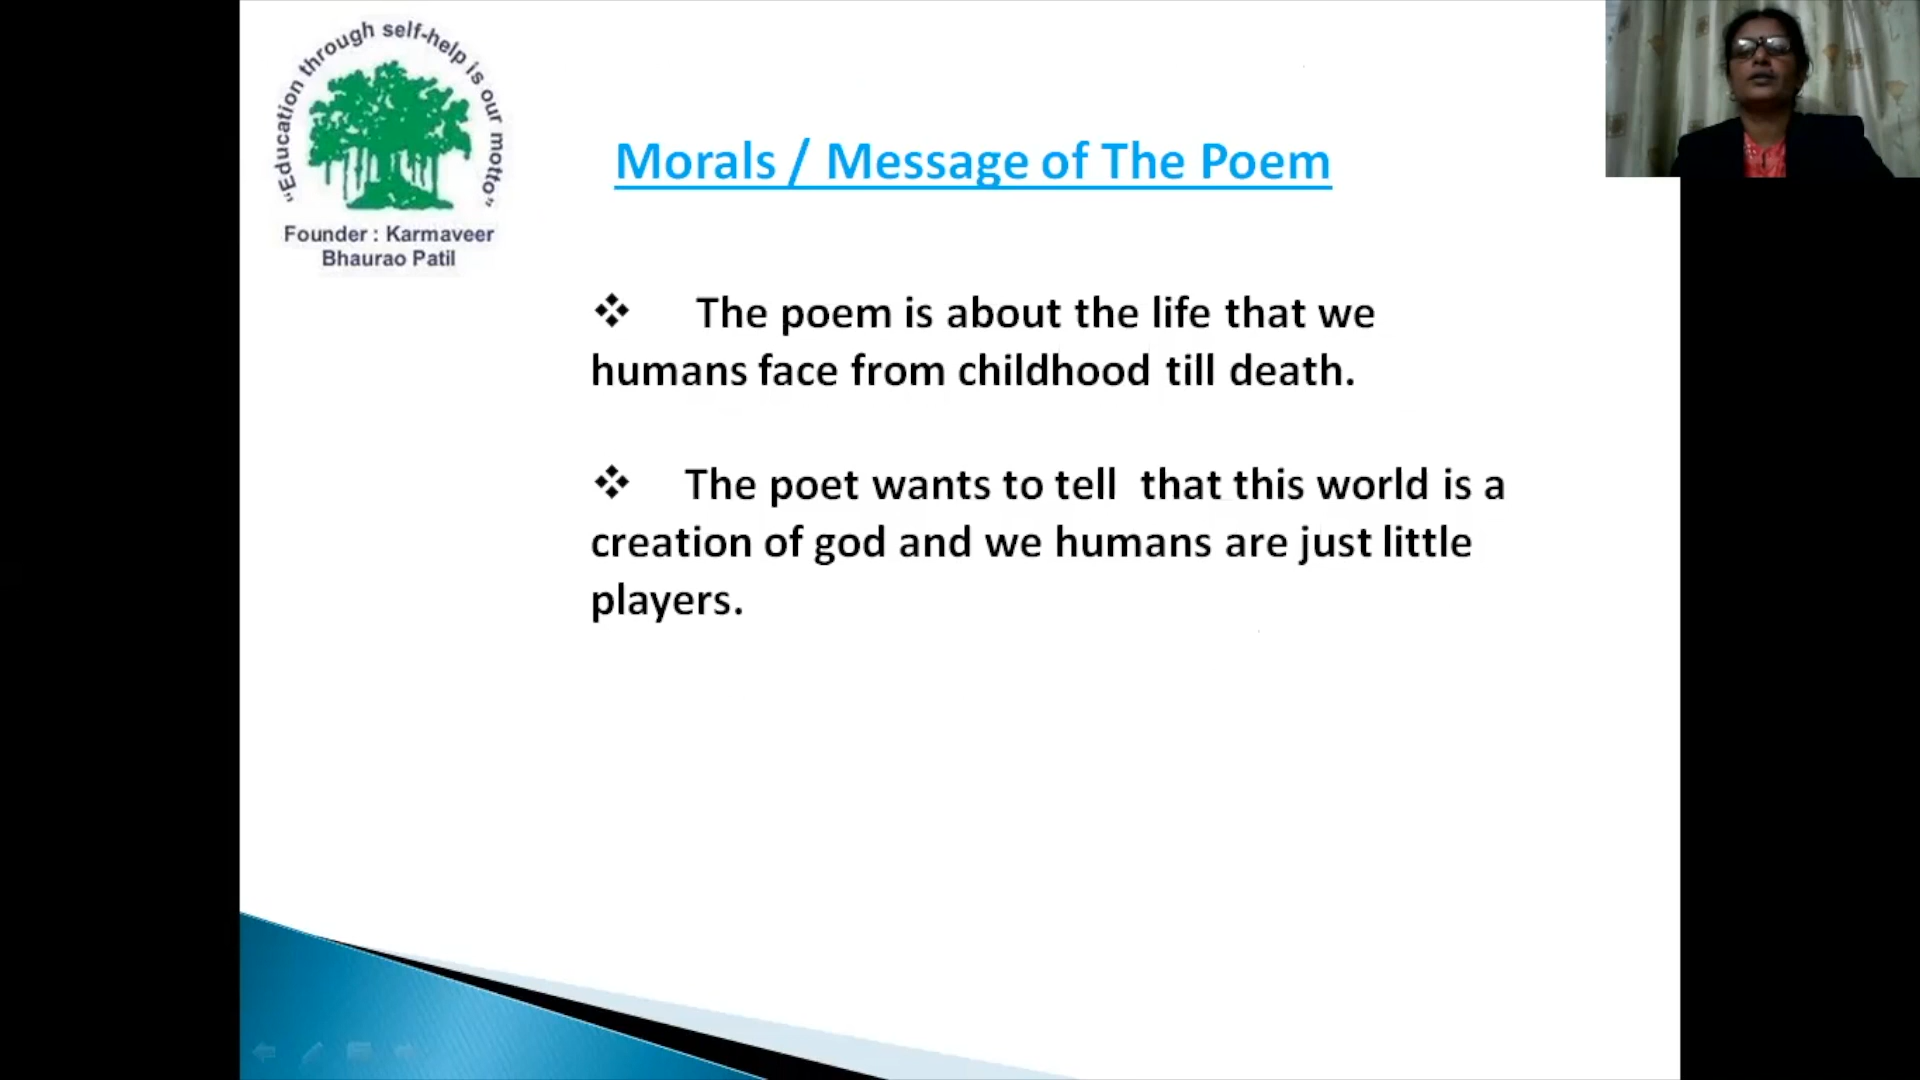 "Education through self-help is our motto"
Founder : Karmaveer
Bhaurao Patil
Morals / Message of The Poem
❖ The poem is about the life that we
humans face from childhood till death.
❖ The poet wants to tell that this world is a
creation of god and we humans are just little
players.